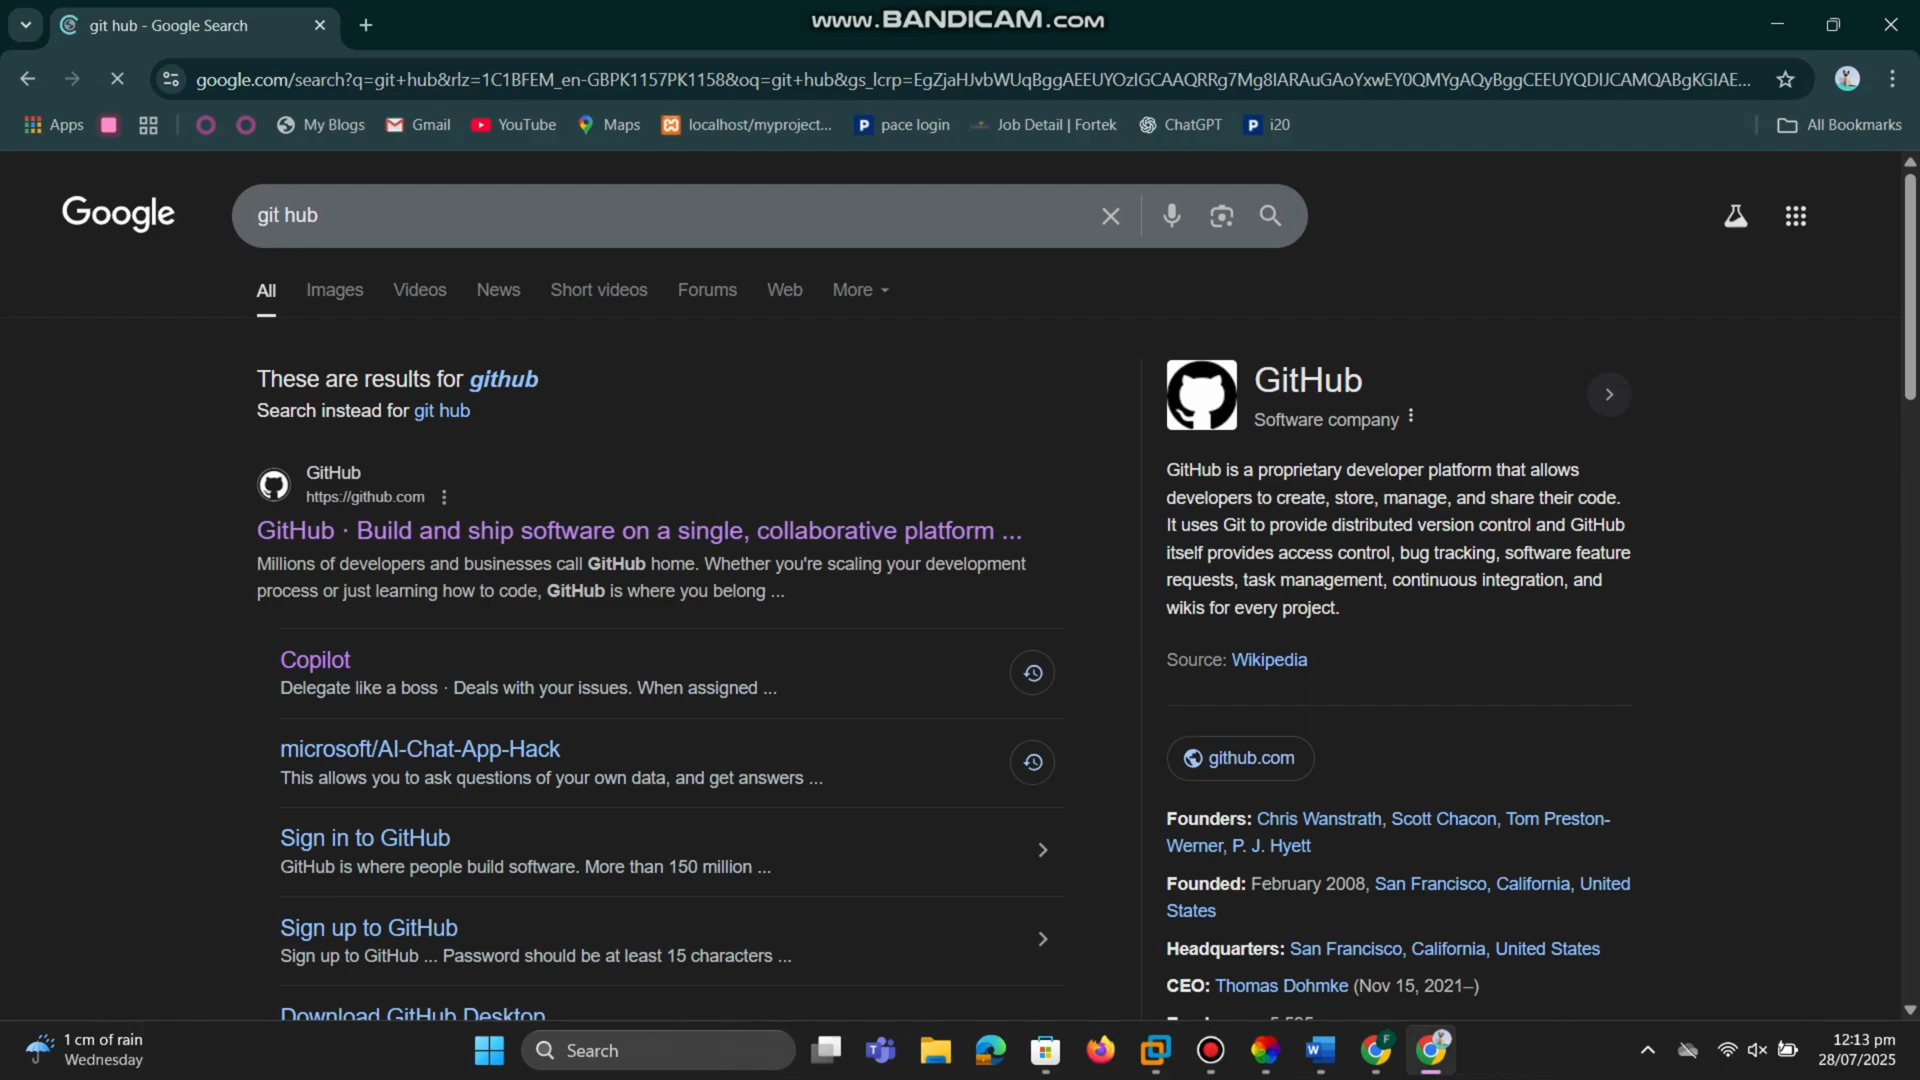 git hub - Google Search
www.BANDICAM.com
google.com/search?q=git+hub&rlz=1C1BFEM_en-GBPK1157PK1158&oq=git+hub&gs_lcrp=EgZjaHJvbWUqBggAEEUYOzIGCAAQRRg7Mg8IARAuGAoYxwEY0QMYgAQyBggCEEUYQDIJCAMQABgKGIAE...
Apps
My Blogs
Gmail
YouTube
Maps
localhost/myproject...
pace login
Job Detail | Fortek
ChatGPT
i20
All Bookmarks
Google
git hub
All
Images
Videos
News
Short videos
Forums
Web
More
These are results for github
Search instead for git hub
GitHub
https://github.com
GitHub · Build and ship software on a single, collaborative platform ...
Millions of developers and businesses call GitHub home. Whether you're scaling your development
process or just learning how to code, GitHub is where you belong ...
Copilot
Delegate like a boss · Deals with your issues. When assigned ...
microsoft/AI-Chat-App-Hack
This allows you to ask questions of your own data, and get answers ...
Sign in to GitHub
GitHub is where people build software. More than 150 million ...
Sign up to GitHub
Sign up to GitHub ... Password should be at least 15 characters ...
Download GitHub Desktop
GitHub
Software company
GitHub is a proprietary developer platform that allows
developers to create, store, manage, and share their code.
It uses Git to provide distributed version control and GitHub
itself provides access control, bug tracking, software feature
requests, task management, continuous integration, and
wikis for every project.
Source: Wikipedia
github.com
Founders: Chris Wanstrath, Scott Chacon, Tom Preston-
Werner, P. J. Hyett
Founded: February 2008, San Francisco, California, United
States
Headquarters: San Francisco, California, United States
CEO: Thomas Dohmke (Nov 15, 2021–)
1 cm of rain
Wednesday
Search
12:13 pm
28/07/2025